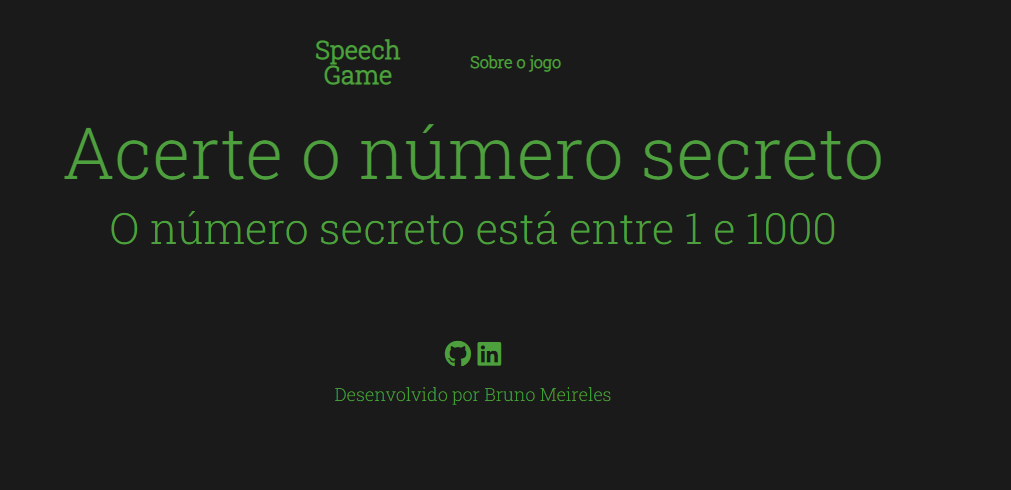 Speech
Game
Sobre o jogo
Acerte o número secreto
O número secreto está entre 1 e 1000
Desenvolvido por Bruno Meireles